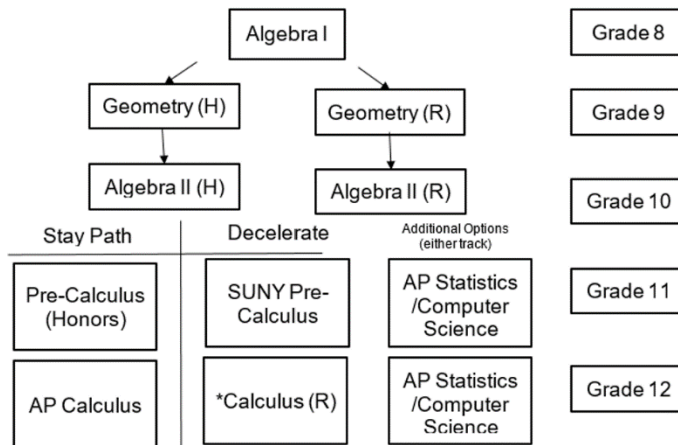 Algebra I
Grade 8
Geometry (H)
Geometry (R)
Grade 9
Algebra II (H)
Algebra II (R)
Grade 10
Stay Path
Decelerate
Additional Options
(either track)
Pre-Calculus
(Honors)
SUNY Pre-
Calculus
AP Statistics
/Computer
Science
Grade 11
AP Calculus
*Calculus (R)
AP Statistics
/Computer
Science
Grade 12